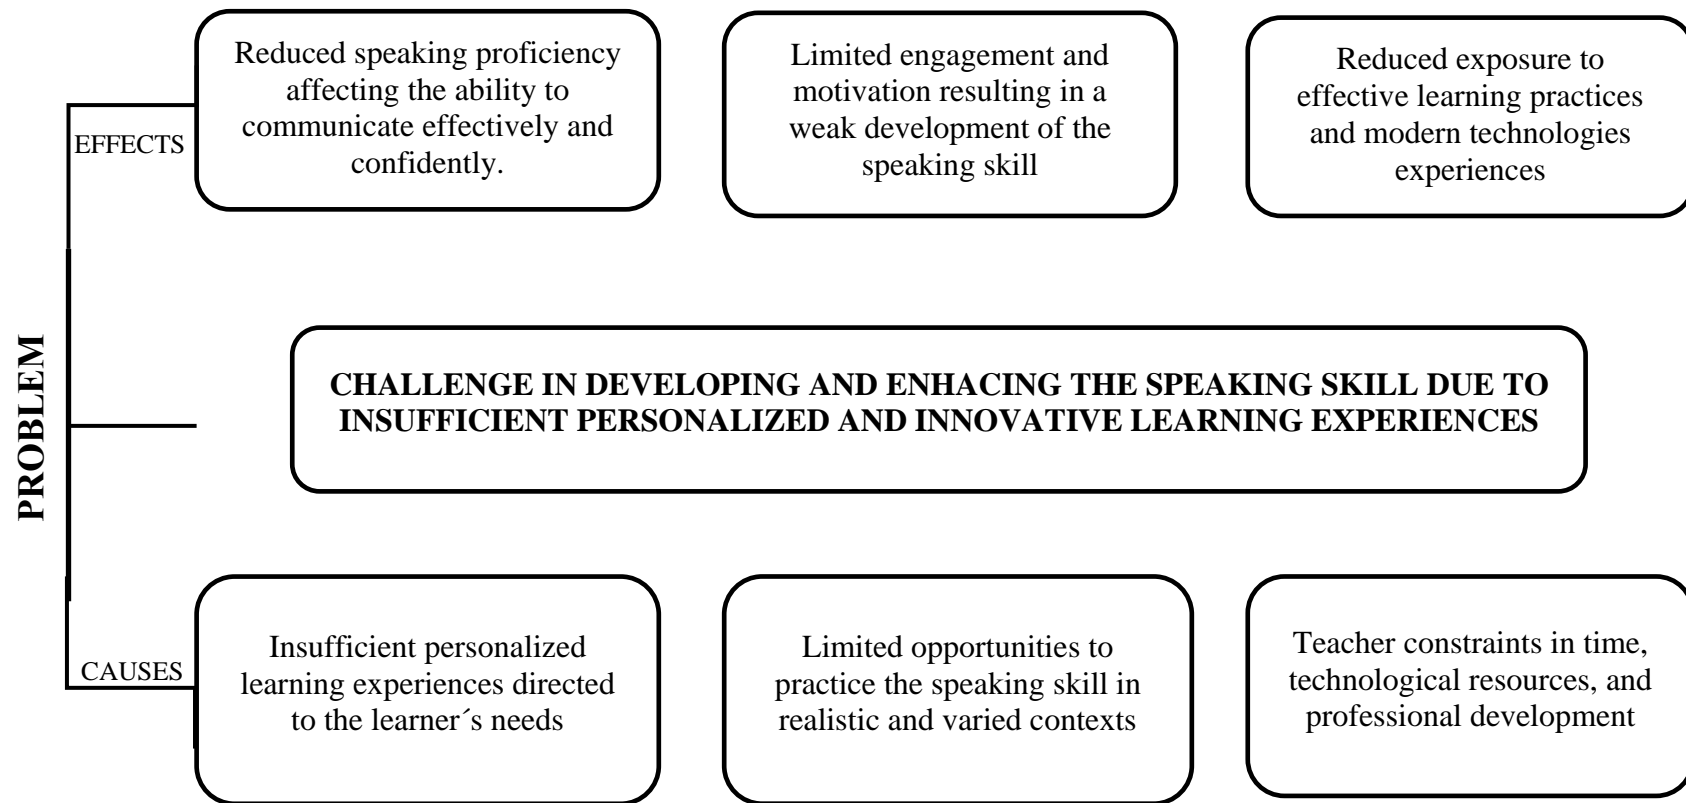 Reduced speaking proficiency
affecting the ability to
communicate effectively and
confidently.
Limited engagement and
motivation resulting in a
weak development of the
speaking skill
Reduced exposure to
effective learning practices
and modern technologies
experiences
EFFECTS
PROBLEM
CHALLENGE IN DEVELOPING AND ENHACING THE SPEAKING SKILL DUE TO
INSUFFICIENT PERSONALIZED AND INNOVATIVE LEARNING EXPERIENCES
CAUSES
Insufficient personalized
learning experiences directed
to the learner´s needs
Limited opportunities to
practice the speaking skill in
realistic and varied contexts
Teacher constraints in time,
technological resources, and
professional development